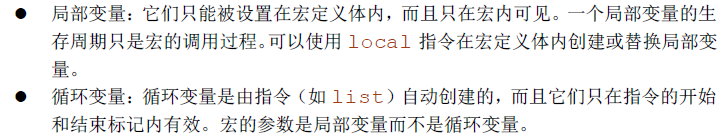 ● 局部变量：它们只能被设置在宏定义体内，而且只在宏内可见。一个局部变量的生
存周期只是宏的调用过程。可以使用 local 指令在宏定义体内创建或替换局部变
量。
● 循环变量：循环变量是由指令（如 list）自动创建的，而且它们只在指令的开始
和结束标记内有效。宏的参数是局部变量而不是循环变量。